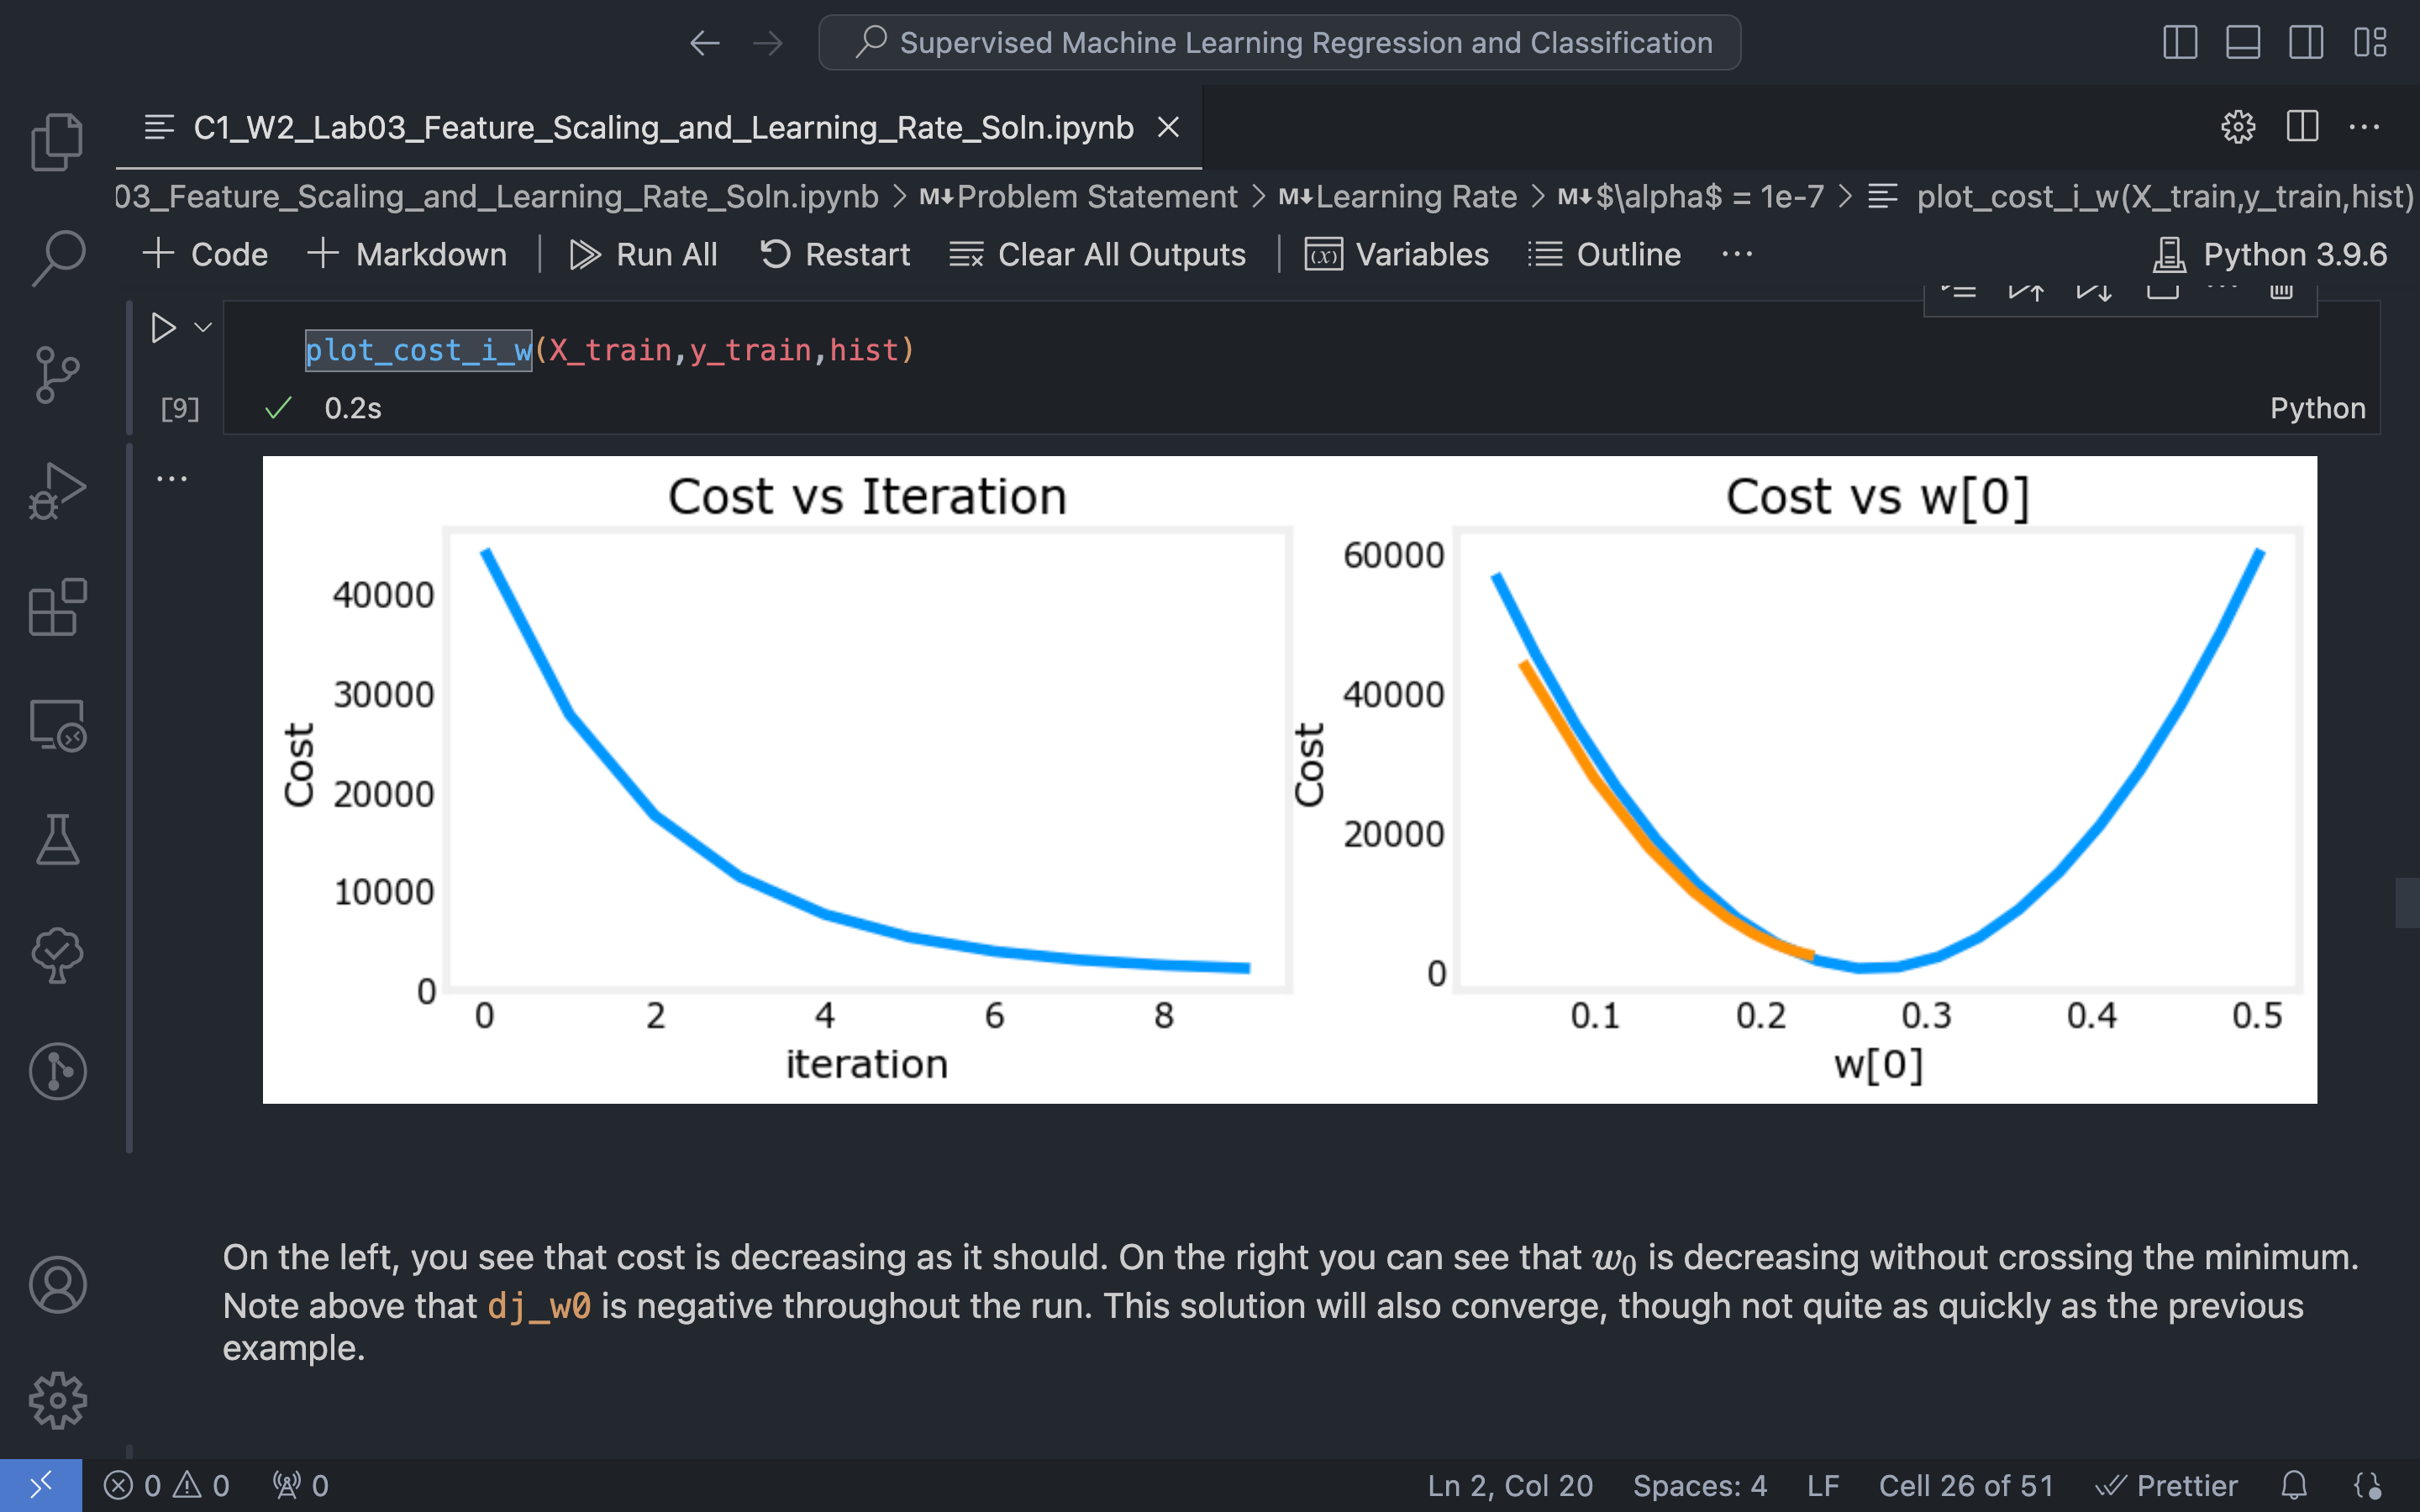 Supervised Machine Learning Regression and Classification
C1_W2_Lab03_Feature_Scaling_and_Learning_Rate_Soln.ipynb
03_Feature_Scaling_and_Learning_Rate_Soln.ipynb > M↓Problem Statement > M↓Learning Rate > M↓$\alpha$ = 1e-7 > plot_cost_i_w(X_train,y_train,hist)
+ Code + Markdown | Run All Restart Clear All Outputs | Variables Outline ... Python 3.9.6
plot_cost_i_w(X_train,y_train,hist)
[9] 0.2s Python
Cost vs Iteration
40000
30000
20000
10000
0
Cost
0 2 4 6 8
iteration
Cost vs w[0]
60000
40000
20000
0
Cost
0.1 0.2 0.3 0.4 0.5
w[0]
On the left, you see that cost is decreasing as it should. On the right you can see that w₀ is decreasing without crossing the minimum.
Note above that dj_w0 is negative throughout the run. This solution will also converge, though not quite as quickly as the previous
example.
0 0 0 Ln 2, Col 20 Spaces: 4 LF Cell 26 of 51 Prettier